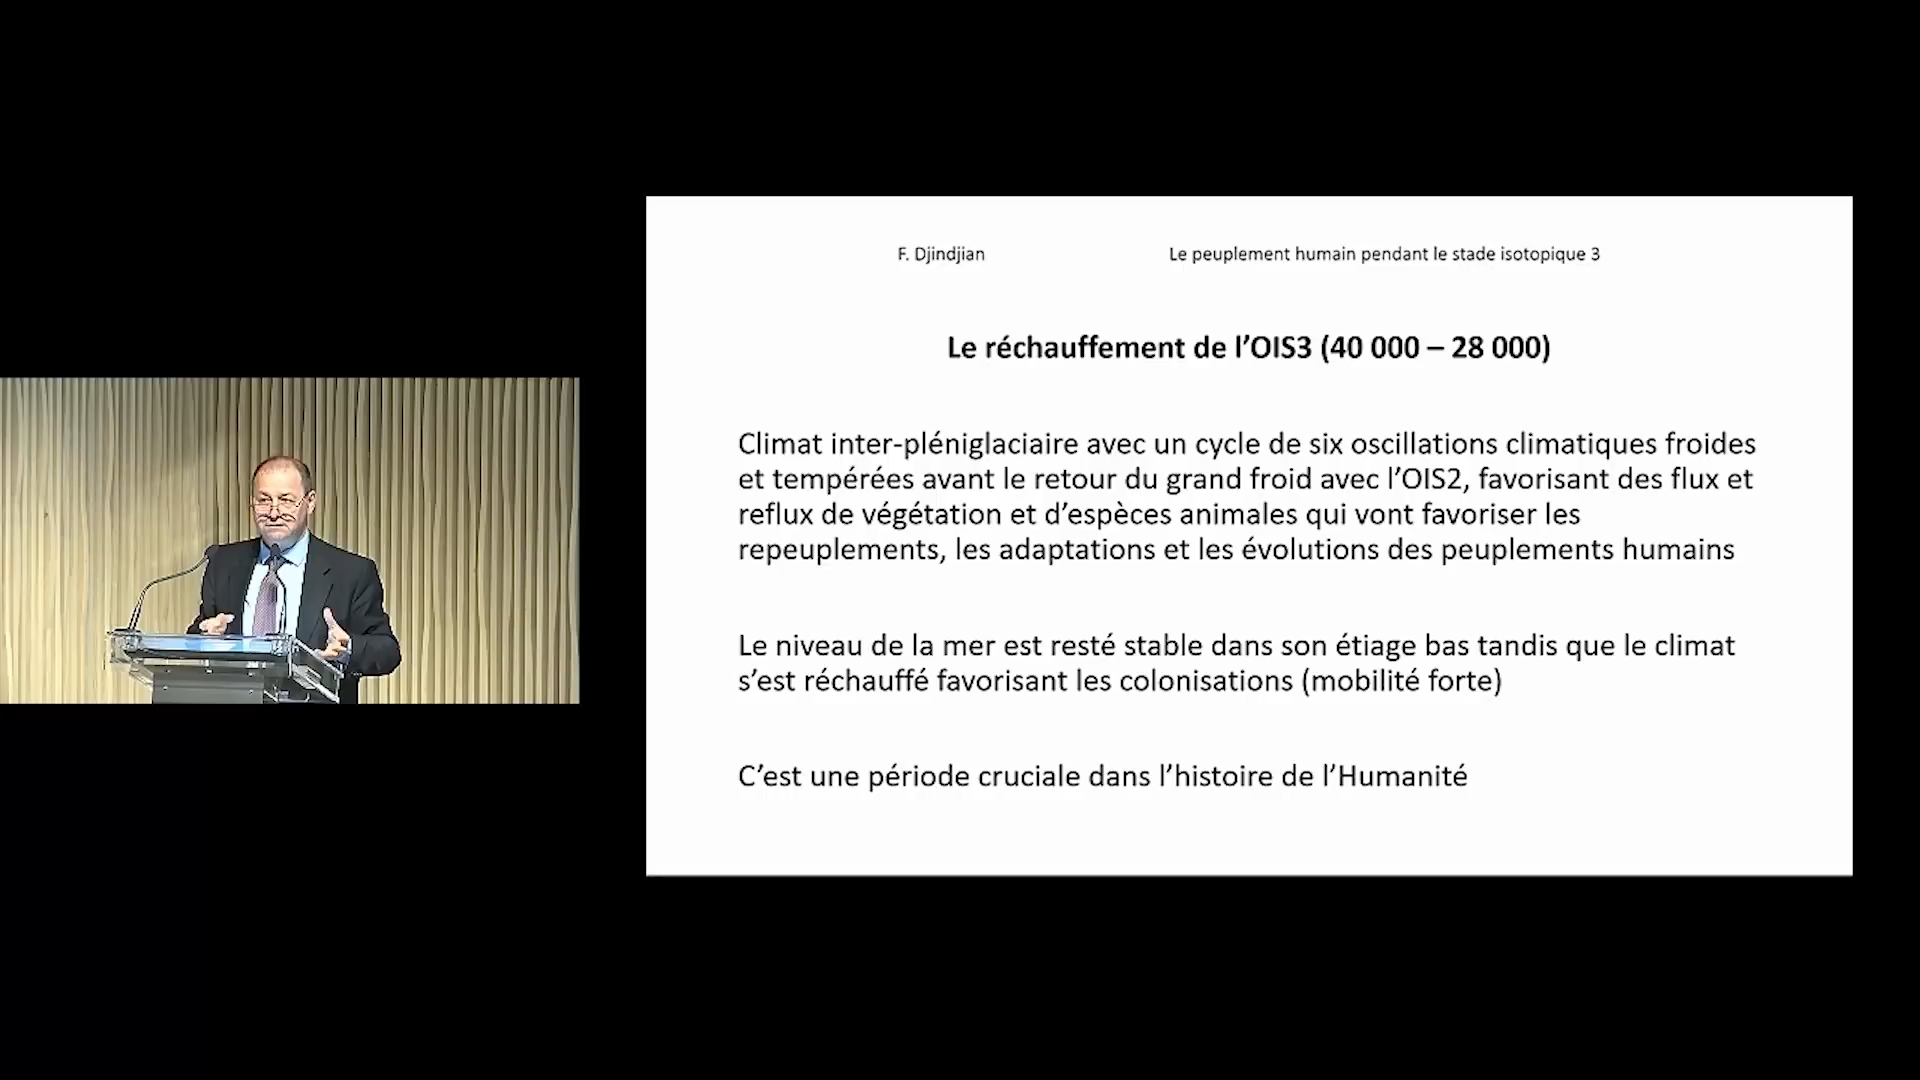 F. Djindjian
Le peuplement humain pendant le stade isotopique 3
Le réchauffement de l’OIS3 (40 000 – 28 000)
Climat inter-pléniglaciaire avec un cycle de six oscillations climatiques froides
et tempérées avant le retour du grand froid avec l’OIS2, favorisant des flux et
reflux de végétation et d’espèces animales qui vont favoriser les
repeuplements, les adaptations et les évolutions des peuplements humains
Le niveau de la mer est resté stable dans son étiage bas tandis que le climat
s’est réchauffé favorisant les colonisations (mobilité forte)
C’est une période cruciale dans l’histoire de l’Humanité